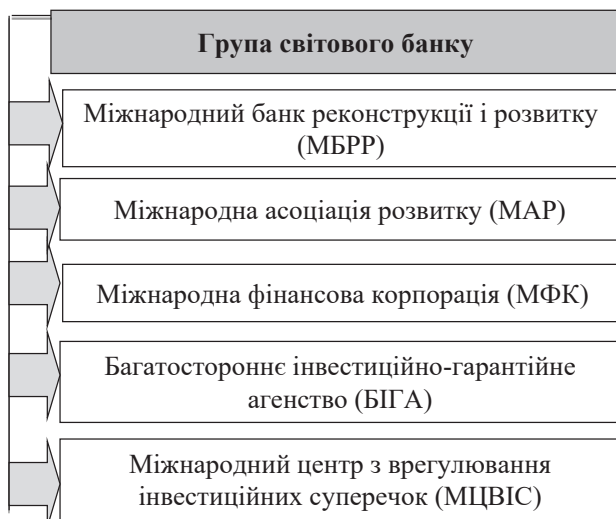 Група світового банку
Міжнародний банк реконструкції і розвитку
(МБРР)
Міжнародна асоціація розвитку (МАР)
Міжнародна фінансова корпорація (МФК)
Багатостороннє інвестиційно-гарантійне
агенство (БІГА)
Міжнародний центр з врегулювання
інвестиційних суперечок (МЦВІС)